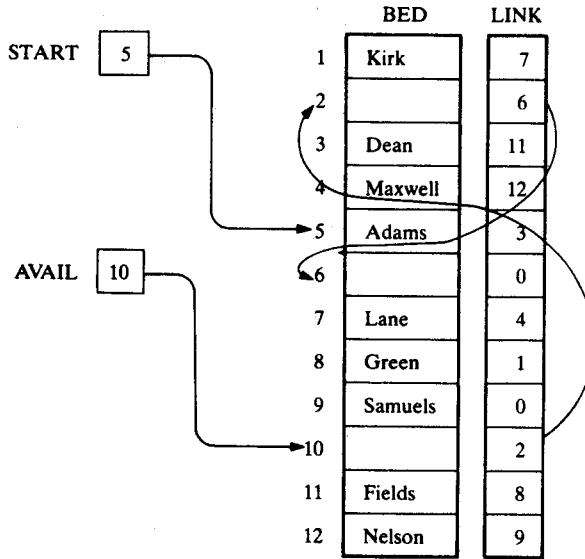 BED LINK
START 5
1 Kirk 7
2 6
3 Dean 11
4 Maxwell 12
5 Adams 3
AVAIL 10
6 0
7 Lane 4
8 Green 1
9 Samuels 0
10 2
11 Fields 8
12 Nelson 9